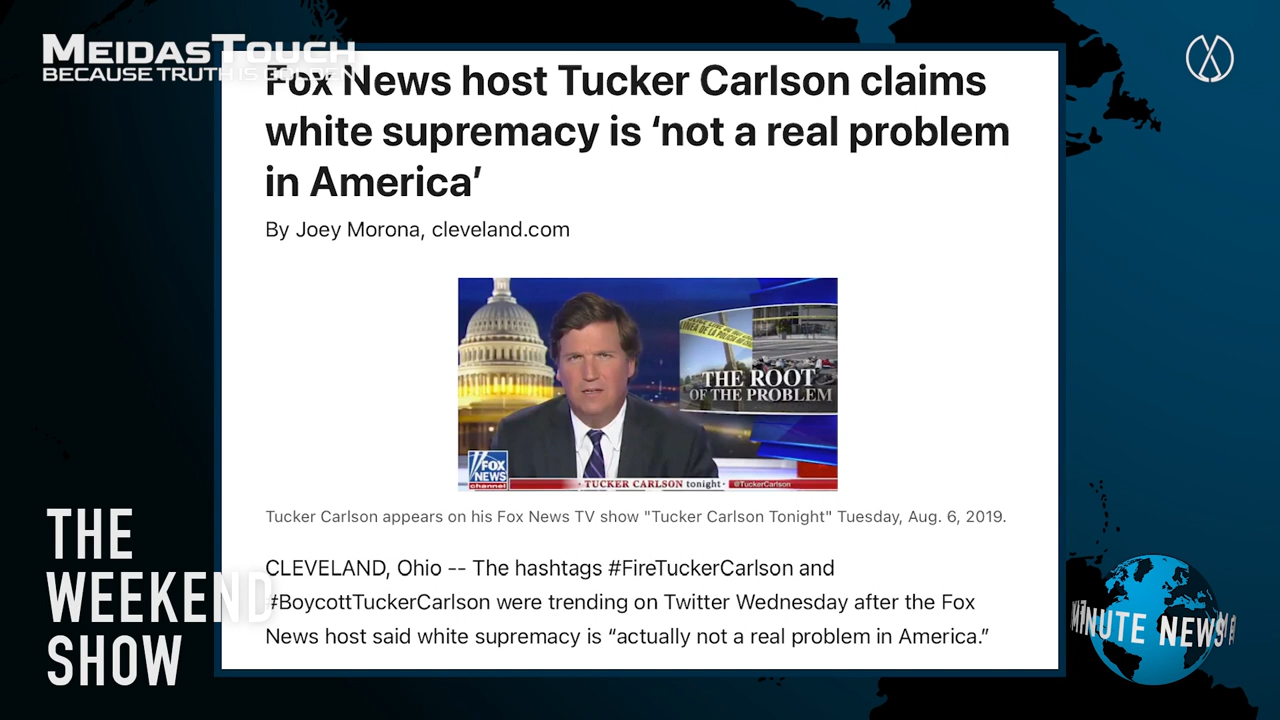 MEIDASTOUCH
BECAUSE TRUTH IS GOLDEN
Fox News host Tucker Carlson claims
white supremacy is ‘not a real problem
in America’
By Joey Morona, cleveland.com
THE ROOT
OF THE PROBLEM
FOX
NEWS
channel
TUCKER CARLSON tonight
@TuckerCarlson
Tucker Carlson appears on his Fox News TV show "Tucker Carlson Tonight" Tuesday, Aug. 6, 2019.
CLEVELAND, Ohio -- The hashtags #FireTuckerCarlson and
#BoycottTuckerCarlson were trending on Twitter Wednesday after the Fox
News host said white supremacy is “actually not a real problem in America.”
THE
WEEKEND
SHOW
MINUTE NEWS